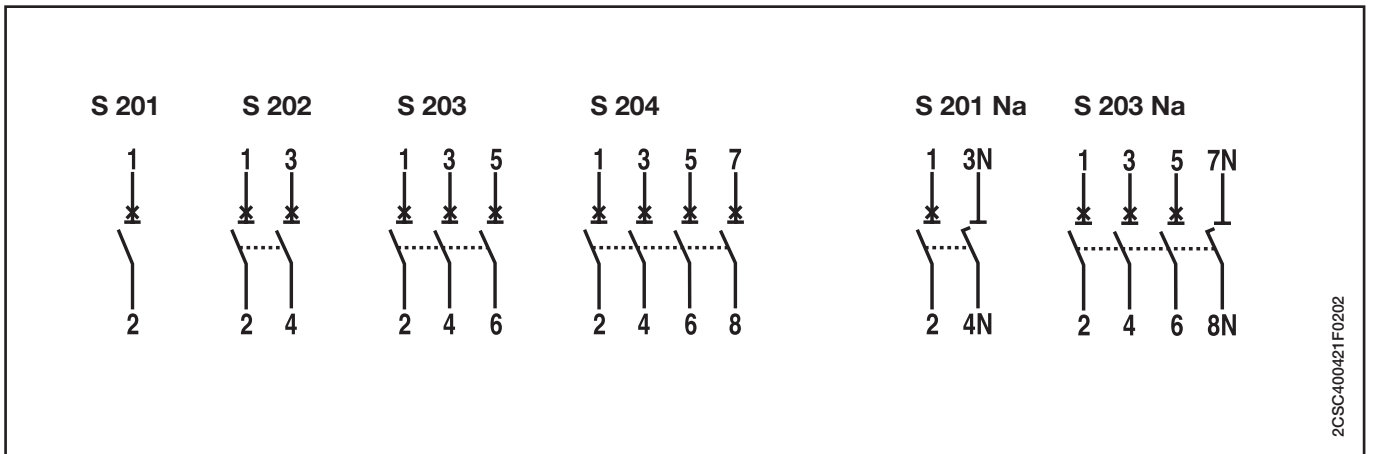 S 201 S 202 S 203 S 204 S 201 Na S 203 Na
1 1 3 1 3 5 1 3 5 7 1 3N 1 3 5 7N
2 2 4 2 4 6 2 4 6 8 2 4N 2 4 6 8N
2CSC400421F0202